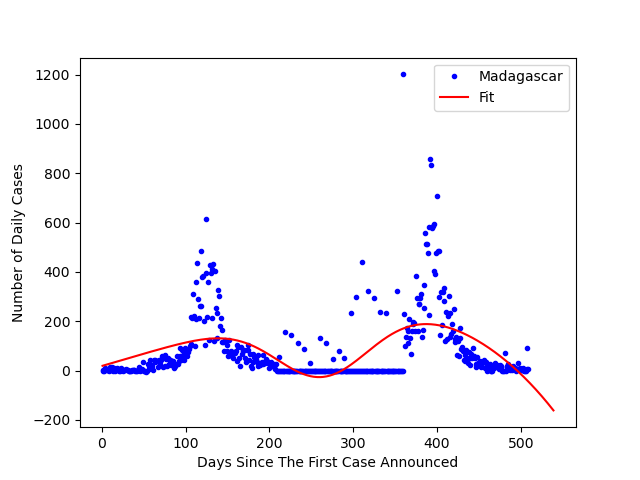 Madagascar
Fit
1200
1000
800
600
400
200
0
−200
Number of Daily Cases
0 100 200 300 400 500
Days Since The First Case Announced